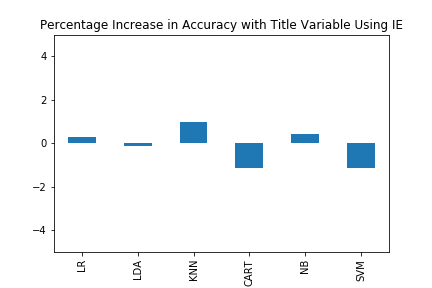 Percentage Increase in Accuracy with Title Variable Using IE
4
2
0
−2
−4
LR
LDA
KNN
CART
NB
SVM